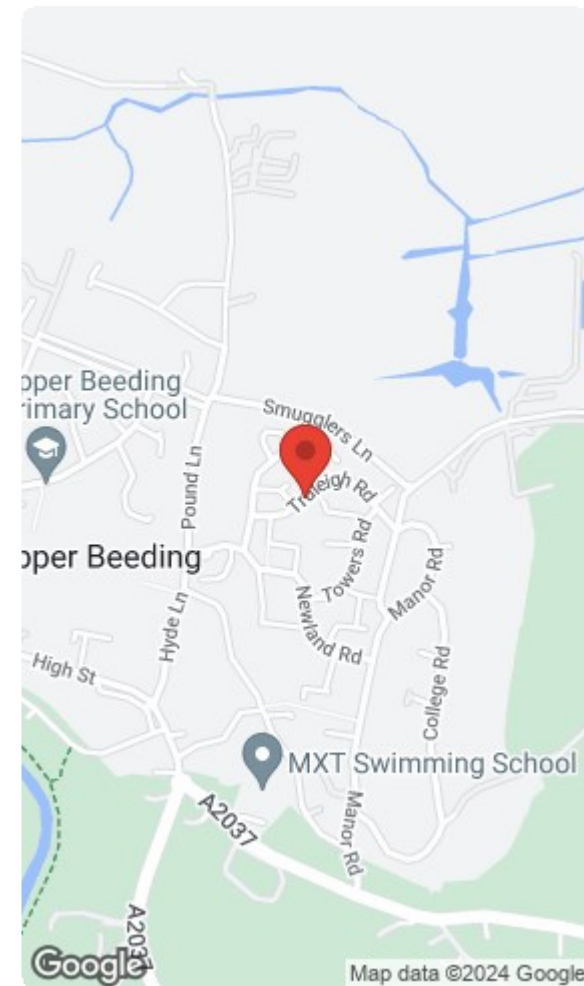 pper Beeding
rimary School
Smugglers Ln
Truleigh Rd
Pound Ln
pper Beeding
Towers Rd
Manor Rd
Newland Rd
Hyde Ln
High St
College Rd
MXT Swimming School
A2037
Manor Rd
A2037
Google
Map data ©2024 Google